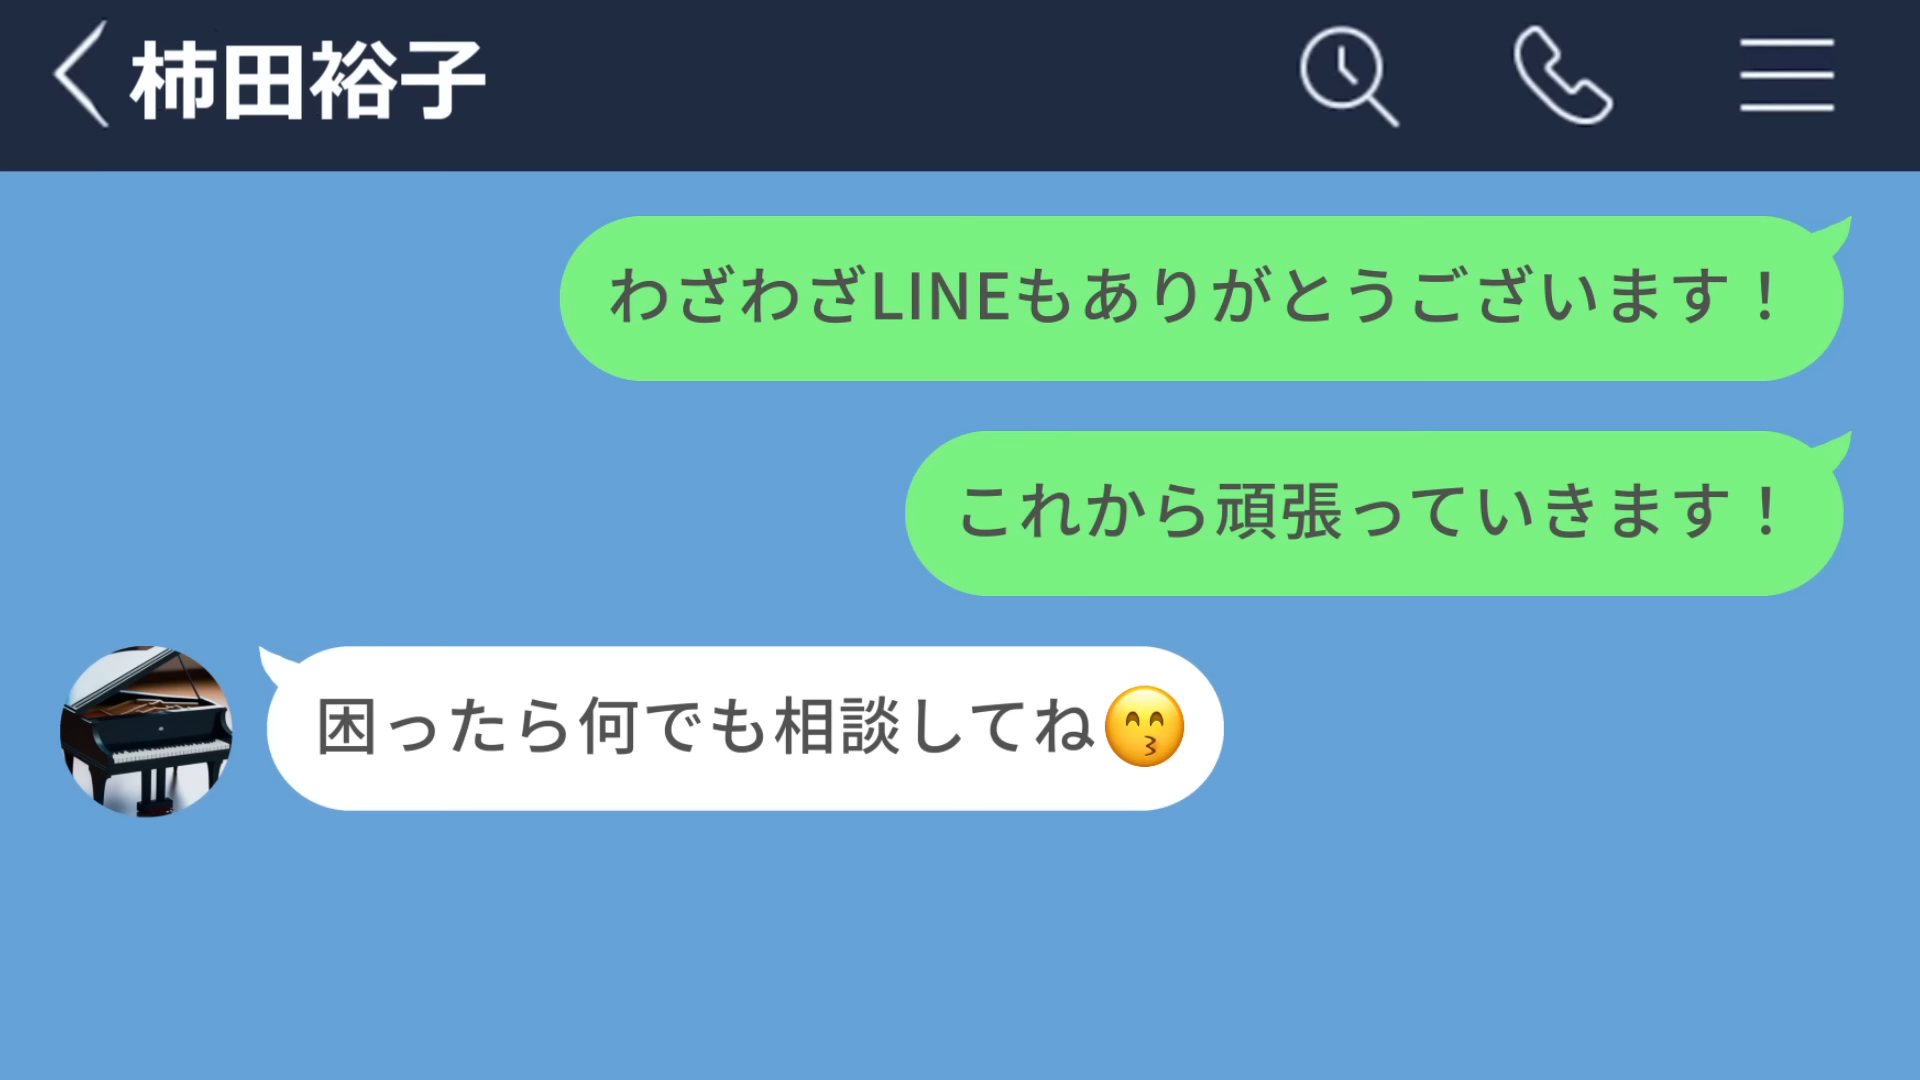 柿田裕子
わざわざLINEもありがとうございます！
これから頑張っていきます！
困ったら何でも相談してね😙